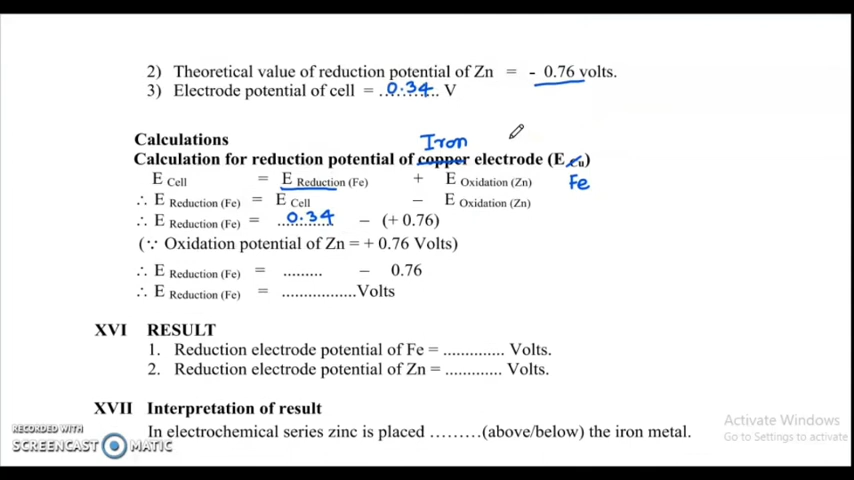 2) Theoretical value of reduction potential of Zn = - 0.76 volts.
3) Electrode potential of cell = ..0.34.. V
Calculations
Iron
Calculation for reduction potential of copper electrode (E Cu)
Fe
E Cell = E Reduction (Fe) + E Oxidation (Zn)
∴ E Reduction (Fe) = E Cell – E Oxidation (Zn)
∴ E Reduction (Fe) = 0.34 – (+ 0.76)
(∵ Oxidation potential of Zn = + 0.76 Volts)
∴ E Reduction (Fe) = ......... – 0.76
∴ E Reduction (Fe) = .................Volts
XVI RESULT
1. Reduction electrode potential of Fe = .............. Volts.
2. Reduction electrode potential of Zn = ............. Volts.
XVII Interpretation of result
In electrochemical series zinc is placed .........(above/below) the iron metal.
RECORDED WITH
SCREENCAST MATIC
Activate Windows
Go to Settings to activate